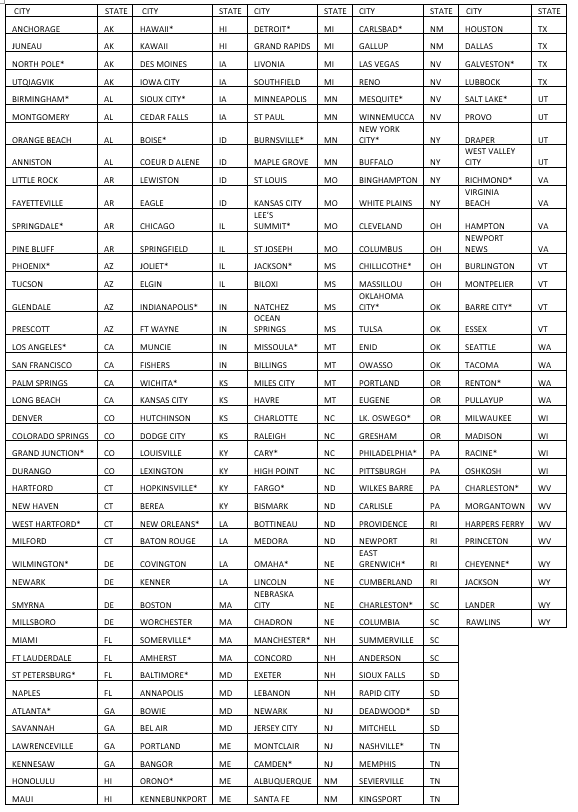 CITY STATE CITY STATE CITY STATE CITY STATE CITY STATE
ANCHORAGE AK HAWAII* HI DETROIT* MI CARLSBAD* NM HOUSTON TX
JUNEAU AK KAWAII HI GRAND RAPIDS MI GALLUP NM DALLAS TX
NORTH POLE* AK DES MOINES IA LIVONIA MI LAS VEGAS NV GALVESTON* TX
UTQIAGVIK AK IOWA CITY IA SOUTHFIELD MI RENO NV LUBBOCK TX
BIRMINGHAM* AL SIOUX CITY* IA MINNEAPOLIS MN MESQUITE* NV SALT LAKE* UT
MONTGOMERY AL CEDAR FALLS IA ST PAUL MN WINNEMUCCA NV PROVO UT
NEW YORK
ORANGE BEACH AL BOISE* ID BURNSVILLE* MN CITY* NY DRAPER UT
WEST VALLEY
ANNISTON AL COEUR D ALENE ID MAPLE GROVE MN BUFFALO NY CITY UT
LITTLE ROCK AR LEWISTON ID ST LOUIS MO BINGHAMPTON NY RICHMOND* VA
VIRGINIA
FAYETTEVILLE AR EAGLE ID KANSAS CITY MO WHITE PLAINS NY BEACH VA
LEE'S
SPRINGDALE* AR CHICAGO IL SUMMIT* MO CLEVELAND OH HAMPTON VA
NEWPORT
PINE BLUFF AR SPRINGFIELD IL ST JOSEPH MO COLUMBUS OH NEWS VA
PHOENIX* AZ JOLIET* IL JACKSON* MS CHILLICOTHE* OH BURLINGTON VT
TUCSON AZ ELGIN IL BILOXI MS MASSILLOU OH MONTPELIER VT
OKLAHOMA
GLENDALE AZ INDIANAPOLIS* IN NATCHEZ MS CITY* OK BARRE CITY* VT
OCEAN
PRESCOTT AZ FT WAYNE IN SPRINGS MS TULSA OK ESSEX VT
LOS ANGELES* CA MUNCIE IN MISSOULA* MT ENID OK SEATTLE WA
SAN FRANCISCO CA FISHERS IN BILLINGS MT OWASSO OK TACOMA WA
PALM SPRINGS CA WICHITA* KS MILES CITY MT PORTLAND OR RENTON* WA
LONG BEACH CA KANSAS CITY KS HAVRE MT EUGENE OR PULLAYUP WA
DENVER CO HUTCHINSON KS CHARLOTTE NC LK. OSWEGO* OR MILWAUKEE WI
COLORADO SPRINGS CO DODGE CITY KS RALEIGH NC GRESHAM OR MADISON WI
GRAND JUNCTION* CO LOUISVILLE KY CARY* NC PHILADELPHIA* PA RACINE* WI
DURANGO CO LEXINGTON KY HIGH POINT NC PITTSBURGH PA OSHKOSH WI
HARTFORD CT HOPKINSVILLE* KY FARGO* ND WILKES BARRE PA CHARLESTON* WV
NEW HAVEN CT BEREA KY BISMARK ND CARLISLE PA MORGANTOWN WV
WEST HARTFORD* CT NEW ORLEANS* LA BOTTINEAU ND PROVIDENCE RI HARPERS FERRY WV
MILFORD CT BATON ROUGE LA MEDORA ND NEWPORT RI PRINCETON WV
EAST
WILMINGTON* DE COVINGTON LA OMAHA* NE GRENWICH* RI CHEYENNE* WY
NEWARK DE KENNER LA LINCOLN NE CUMBERLAND RI JACKSON WY
NEBRASKA
SMYRNA DE BOSTON MA CITY NE CHARLESTON* SC LANDER WY
MILLSBORO DE WORCHESTER MA CHADRON NE COLUMBIA SC RAWLINS WY
MIAMI FL SOMERVILLE* MA MANCHESTER* NH SUMMERVILLE SC
FT LAUDERDALE FL AMHERST MA CONCORD NH ANDERSON SC
ST PETERSBURG* FL BALTIMORE* MD EXETER NH SIOUX FALLS SD
NAPLES FL ANNAPOLIS MD LEBANON NH RAPID CITY SD
ATLANTA* GA BOWIE MD NEWARK NJ DEADWOOD* SD
SAVANNAH GA BEL AIR MD JERSEY CITY NJ MITCHELL SD
LAWRENCEVILLE GA PORTLAND ME MONTCLAIR NJ NASHVILLE* TN
KENNESAW GA BANGOR ME CAMDEN* NJ MEMPHIS TN
HONOLULU HI ORONO* ME ALBUQUERQUE NM SEVIERVILLE TN
MAUI HI KENNEBUNKPORT ME SANTA FE NM KINGSPORT TN